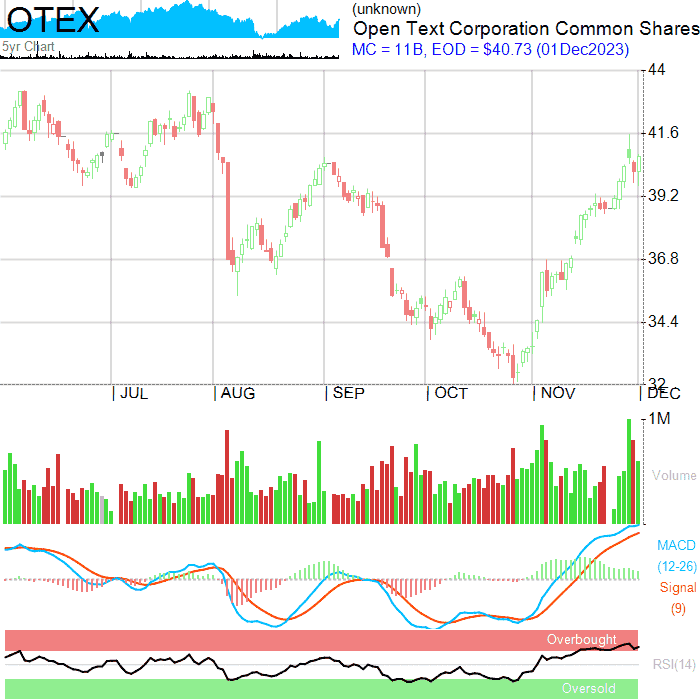 OTEX
5yr Chart
(unknown)
Open Text Corporation Common Shares
MC = 11B, EOD = $40.73 (01Dec2023)
44
41.6
39.2
36.8
34.4
32
JUL AUG SEP OCT NOV DEC
1M
Volume
MACD
(12-26)
Signal
(9)
Overbought
RSI(14)
Oversold